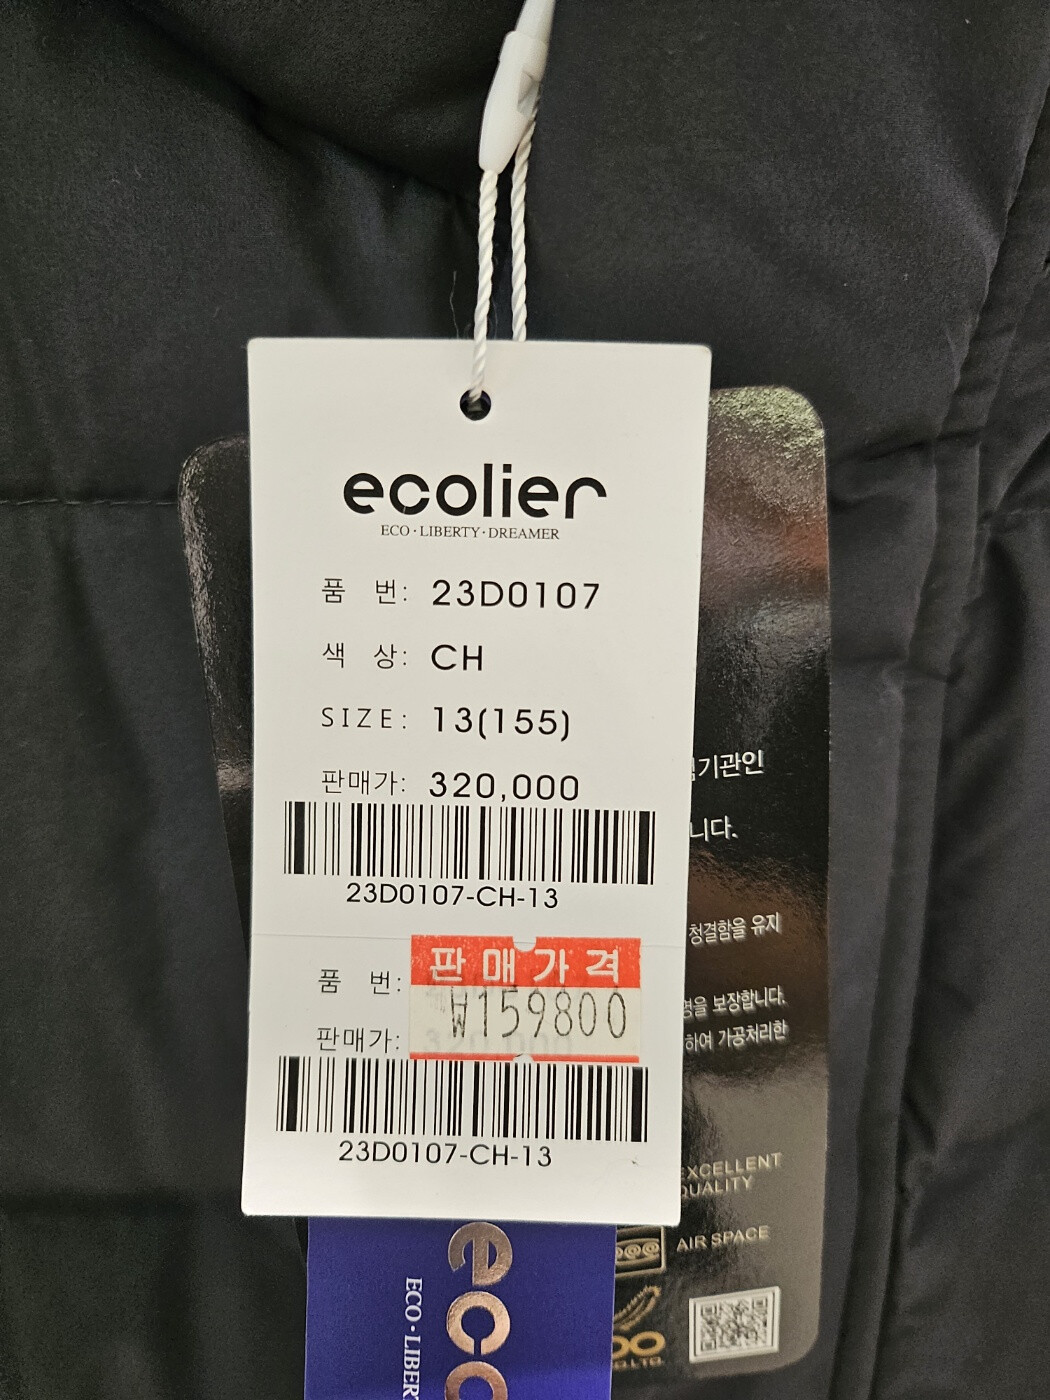 ecolier
ECO·LIBERTY·DREAMER
품 번: 23D0107
색 상: CH
SIZE: 13(155)
판매가: 320,000
23D0107-CH-13
품 번:
판매가격
₩159800
판매가:
23D0107-CH-13
기관인
니다.
청결함을 유지
을 보장합니다.
하여 가공처리한
EXCELLENT
QUALITY
AIR SPACE
CO.LTD.
eco
ECO·LIBER